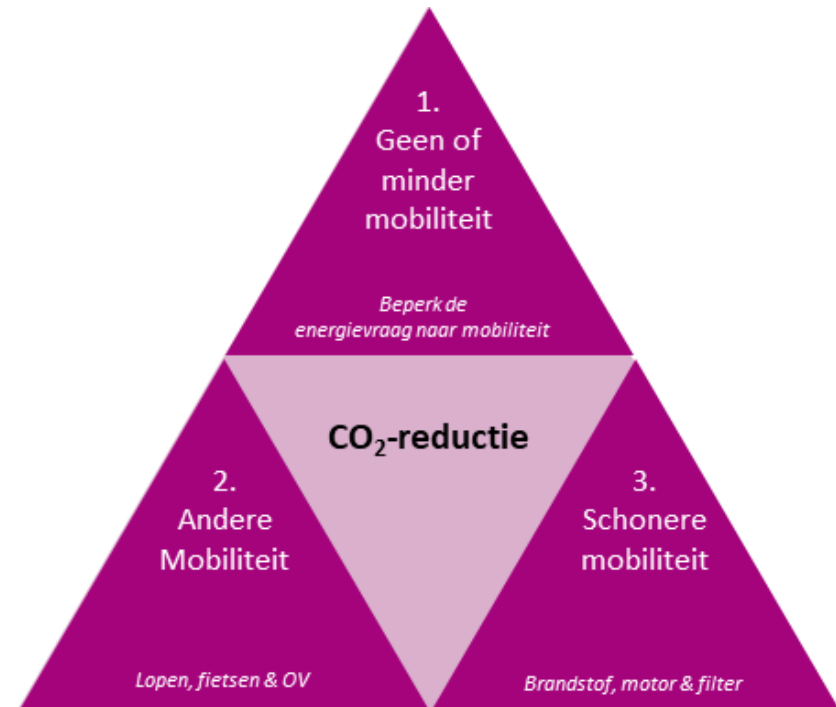 1.
Geen of
minder
mobiliteit
Beperk de
energievraag naar mobiliteit
CO₂-reductie
2.
Andere
Mobiliteit
Lopen, fietsen & OV
3.
Schonere
mobiliteit
Brandstof, motor & filter